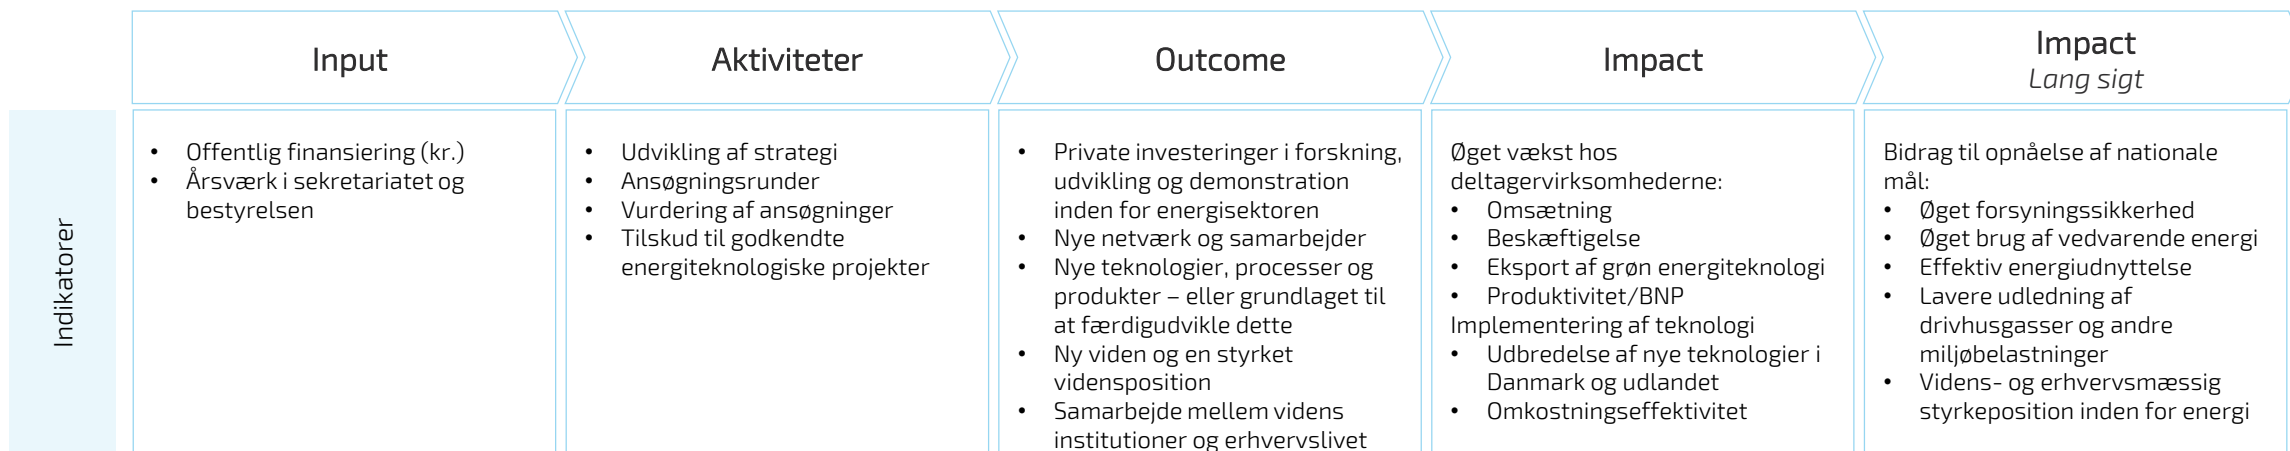 Input
Aktiviteter
Outcome
Impact
Impact
Lang sigt
Indikatorer
• Offentlig finansiering (kr.)
• Årsværk i sekretariatet og
bestyrelsen
• Udvikling af strategi
• Ansøgningsrunder
• Vurdering af ansøgninger
• Tilskud til godkendte
energiteknologiske projekter
• Private investeringer i forskning,
udvikling og demonstration
inden for energisektoren
• Nye netværk og samarbejder
• Nye teknologier, processer og
produkter – eller grundlaget til
at færdigudvikle dette
• Ny viden og en styrket
vidensposition
• Samarbejde mellem videns
institutioner og erhvervslivet
Øget vækst hos
deltagervirksomhederne:
• Omsætning
• Beskæftigelse
• Eksport af grøn energiteknologi
• Produktivitet/BNP
Implementering af teknologi
• Udbredelse af nye teknologier i
Danmark og udlandet
• Omkostningseffektivitet
Bidrag til opnåelse af nationale
mål:
• Øget forsyningssikkerhed
• Øget brug af vedvarende energi
• Effektiv energiudnyttelse
• Lavere udledning af
drivhusgasser og andre
miljøbelastninger
• Videns- og erhvervsmæssig
styrkeposition inden for energi